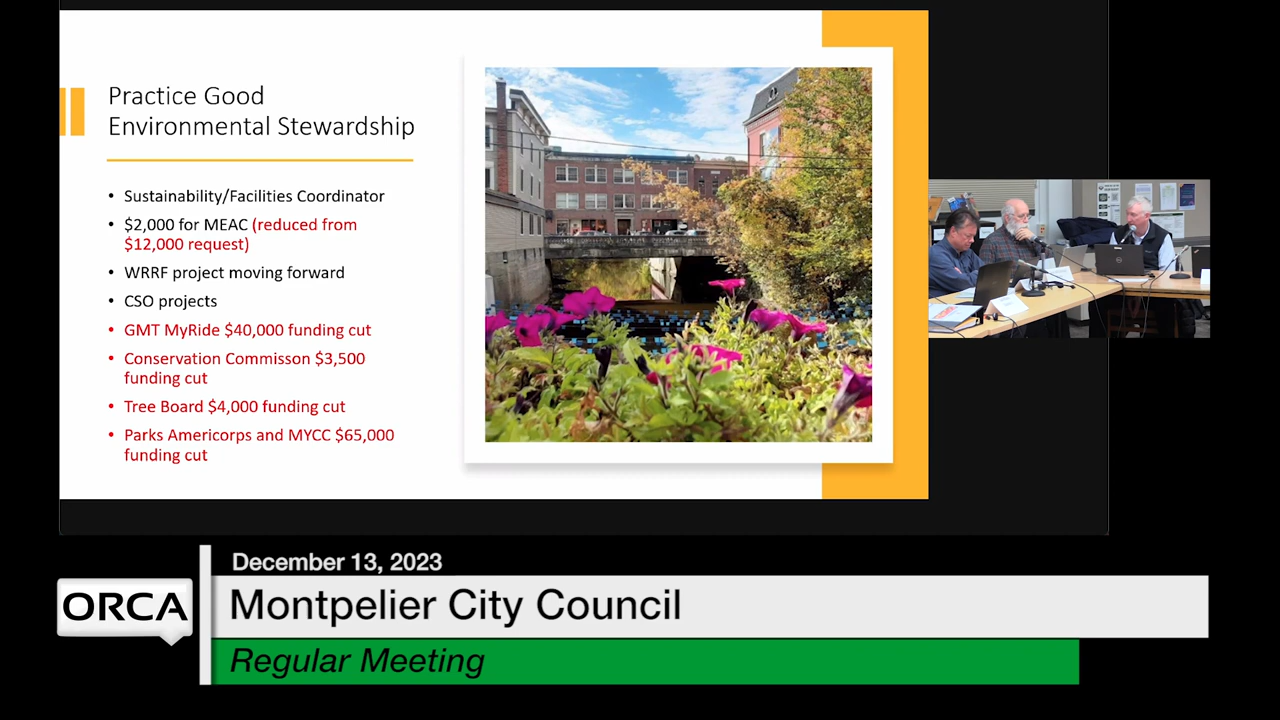 Practice Good
Environmental Stewardship
• Sustainability/Facilities Coordinator
• $2,000 for MEAC (reduced from
$12,000 request)
• WRRF project moving forward
• CSO projects
• GMT MyRide $40,000 funding cut
• Conservation Commisson $3,500
funding cut
• Tree Board $4,000 funding cut
• Parks Americorps and MYCC $65,000
funding cut
December 13, 2023
ORCA
Montpelier City Council
Regular Meeting